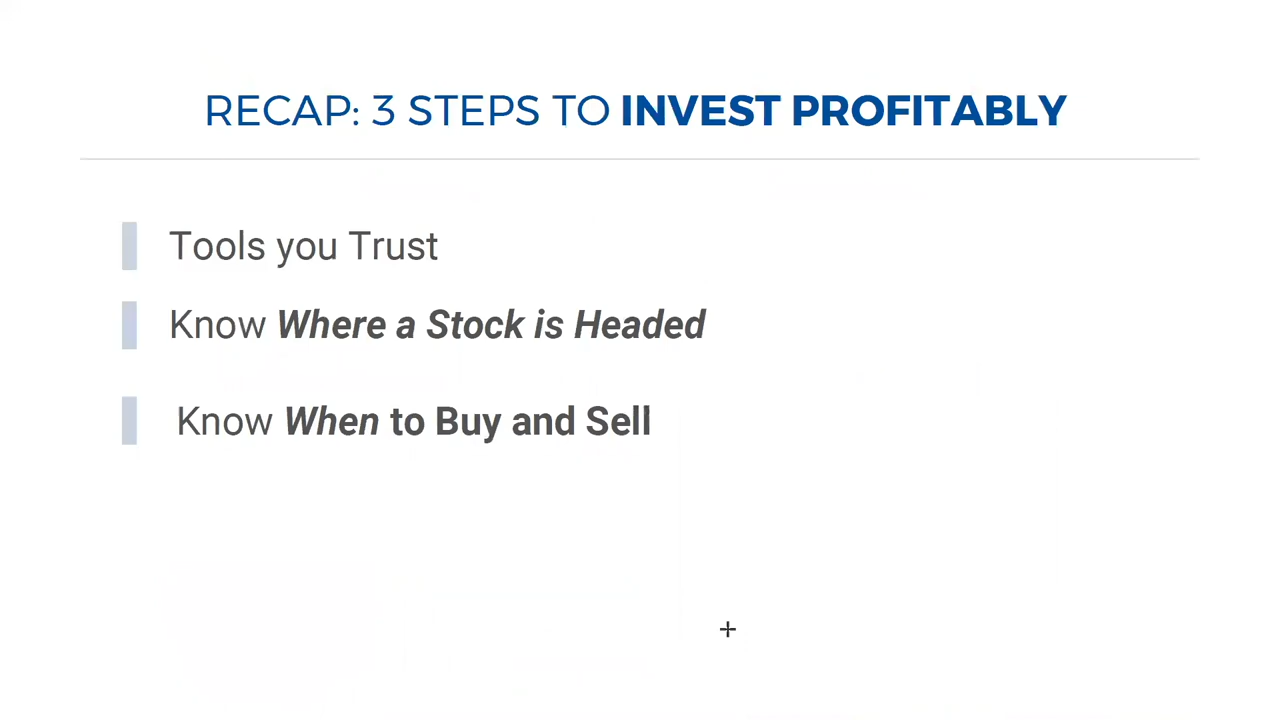 RECAP: 3 STEPS TO INVEST PROFITABLY
Tools you Trust
Know Where a Stock is Headed
Know When to Buy and Sell